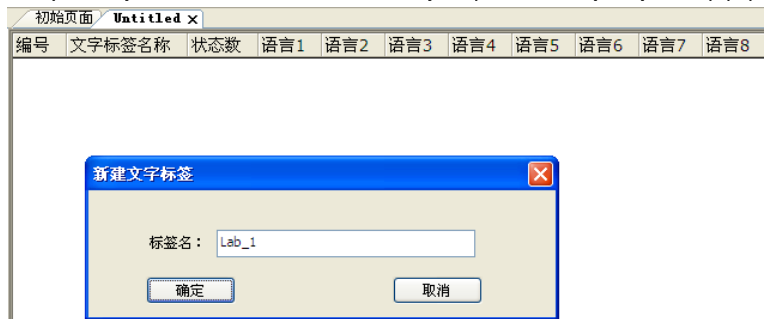 初始页面 Untitled
编号 文字标签名称 状态数 语言1 语言2 语言3 语言4 语言5 语言6 语言7 语言8
新建文字标签
标签名： Lab_1
确定 取消